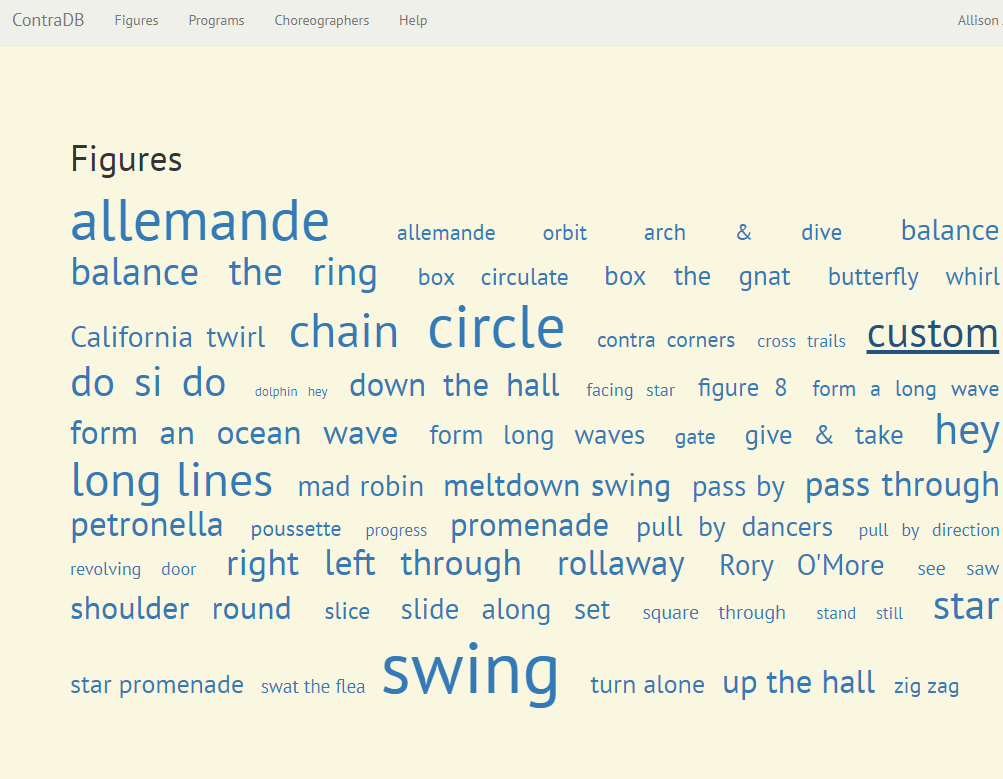 ContraDB Figures Programs Choreographers Help Allison
Figures
allemande allemande orbit arch & dive balance
balance the ring box circulate box the gnat butterfly whirl
California twirl chain circle contra corners cross trails custom
do si do dolphin hey down the hall facing star figure 8 form a long wave
form an ocean wave form long waves gate give & take hey
long lines mad robin meltdown swing pass by pass through
petronella poussette progress promenade pull by dancers pull by direction
revolving door right left through rollaway Rory O'More see saw
shoulder round slice slide along set square through stand still star
star promenade swat the flea swing turn alone up the hall zig zag